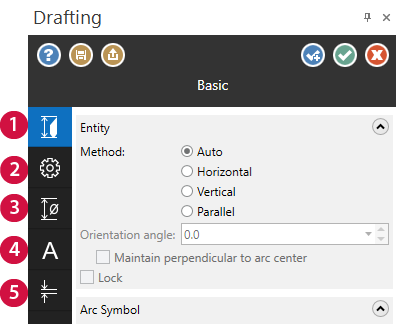 Drafting
?
Basic
1
Entity
Method: Auto
2
Horizontal
Vertical
3
Parallel
Orientation angle: 0.0
4 A
Maintain perpendicular to arc center
Lock
5
Arc Symbol